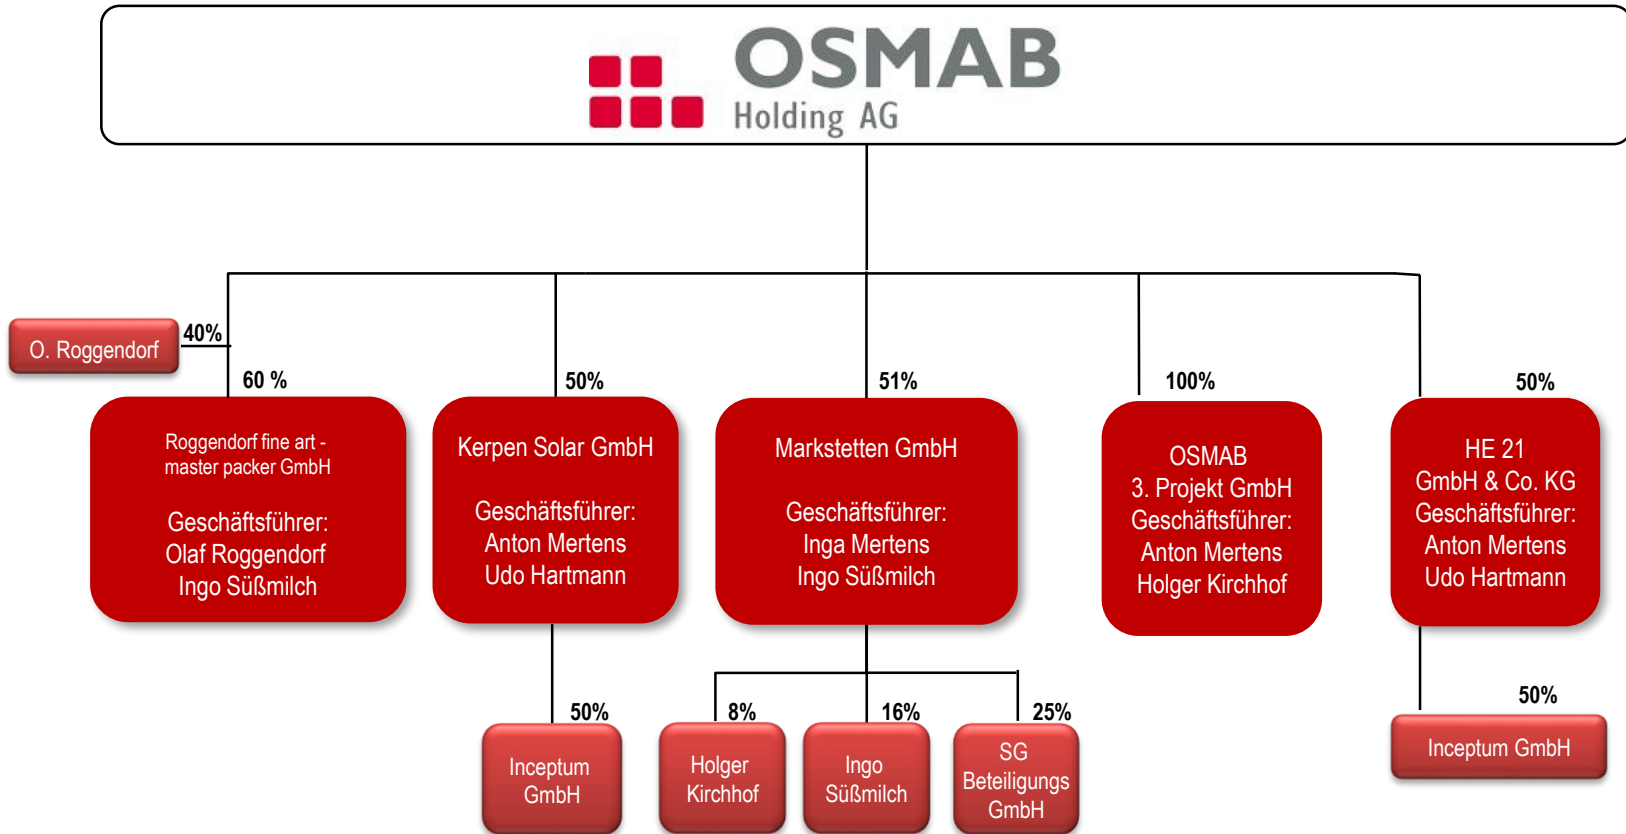 OSMAB
Holding AG
O. Roggendorf
40%
60 %
Roggendorf fine art -
master packer GmbH
Geschäftsführer:
Olaf Roggendorf
Ingo Süßmilch
50%
Kerpen Solar GmbH
Geschäftsführer:
Anton Mertens
Udo Hartmann
50%
Inceptum
GmbH
51%
Markstetten GmbH
Geschäftsführer:
Inga Mertens
Ingo Süßmilch
8%
Holger
Kirchhof
16%
Ingo
Süßmilch
25%
SG
Beteiligungs
GmbH
100%
OSMAB
3. Projekt GmbH
Geschäftsführer:
Anton Mertens
Holger Kirchhof
50%
HE 21
GmbH & Co. KG
Geschäftsführer:
Anton Mertens
Udo Hartmann
50%
Inceptum GmbH